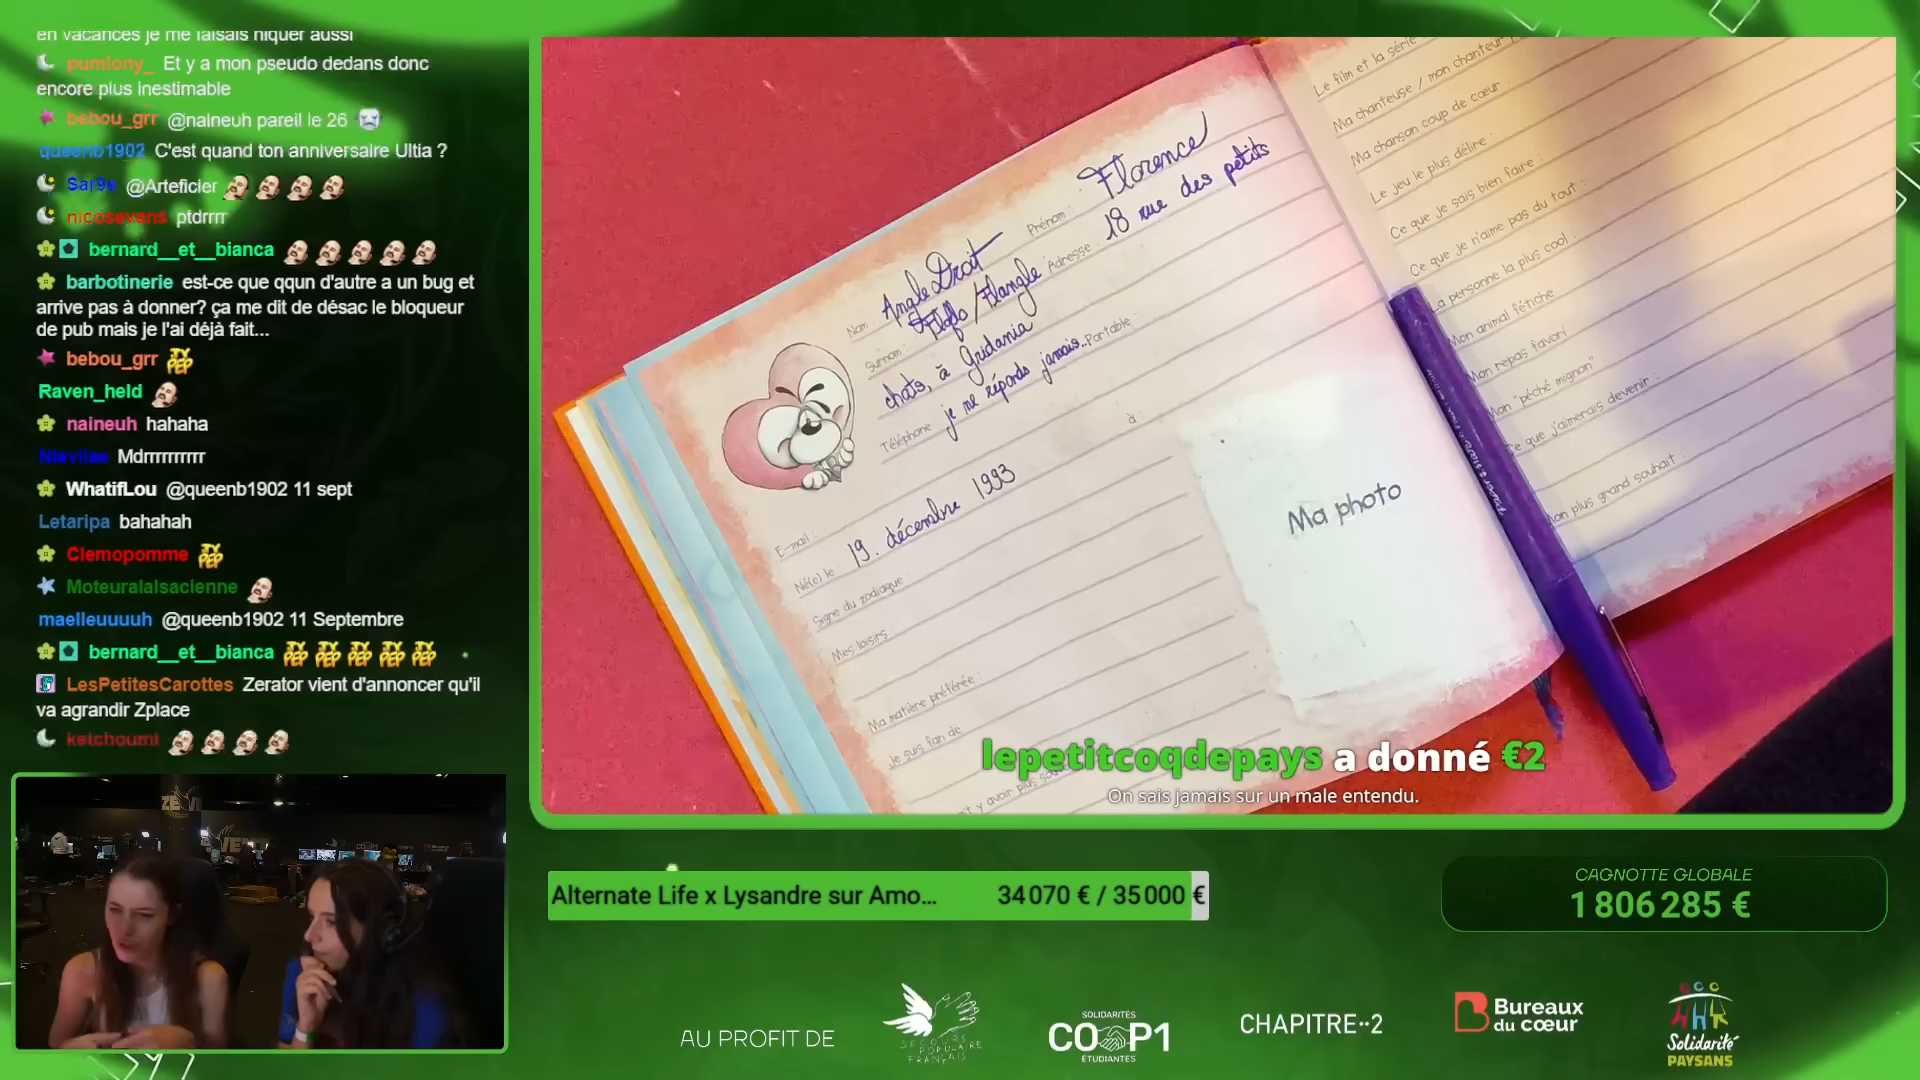 en vacances je me faisais niquer aussi
pumlony_ Et y a mon pseudo dedans donc
encore plus inestimable
bebou_grr @naineuh pareil le 26
queenb1902 C'est quand ton anniversaire Ultia ?
Sar9e @Arteficier
nicosevans ptdrrrr
bernard__et__bianca
barbotinerie est-ce que qqun d'autre a un bug et
arrive pas à donner? ça me dit de désac le bloqueur
de pub mais je l'ai déjà fait...
bebou_grr
Raven_held
naineuh hahaha
Nievilee Mdrrrrrrrrrr
WhatifLou @queenb1902 11 sept
Letaripa bahahah
Clemopomme
Moteuralalsacienne
maelleuuuuh @queenb1902 11 Septembre
bernard__et__bianca
LesPetitesCarottes Zerator vient d'annoncer qu'il
va agrandir Zplace
ketchoumi
Nom Angle Droit Prénom : Florence
Surnom : Floflo / Flangle Adresse : 18 rue des petits
chats, à Gridania
Téléphone je ne réponds jamais.. Portable :
E-mail :
Né(e) le 19 décembre 1993 à :
Signe du zodiaque :
Mes loisirs
Ma matière préférée :
Je suis fan de
Ma photo
Le film et la série
Ma chanteuse / mon chanteur
Ma chanson coup de cœur
Le jeu le plus délire :
Ce que je sais bien faire :
Ce que je n'aime pas du tout :
La personne la plus cool :
Mon animal fétiche
Mon repas favori
Mon "péché mignon"
Ce que j'aimerais devenir :
Mon plus grand souhait
lepetitcoqdepays a donné €2
On sais jamais sur un male entendu.
Alternate Life x Lysandre sur Amo... 34 070 € / 35 000 €
CAGNOTTE GLOBALE
1 806 285 €
AU PROFIT DE
SECOURS
POPULAIRE
FRANÇAIS
SOLIDARITÉS
CO P1
ÉTUDIANTES
CHAPITRE··2
Bureaux
du cœur
Solidarité
PAYSANS